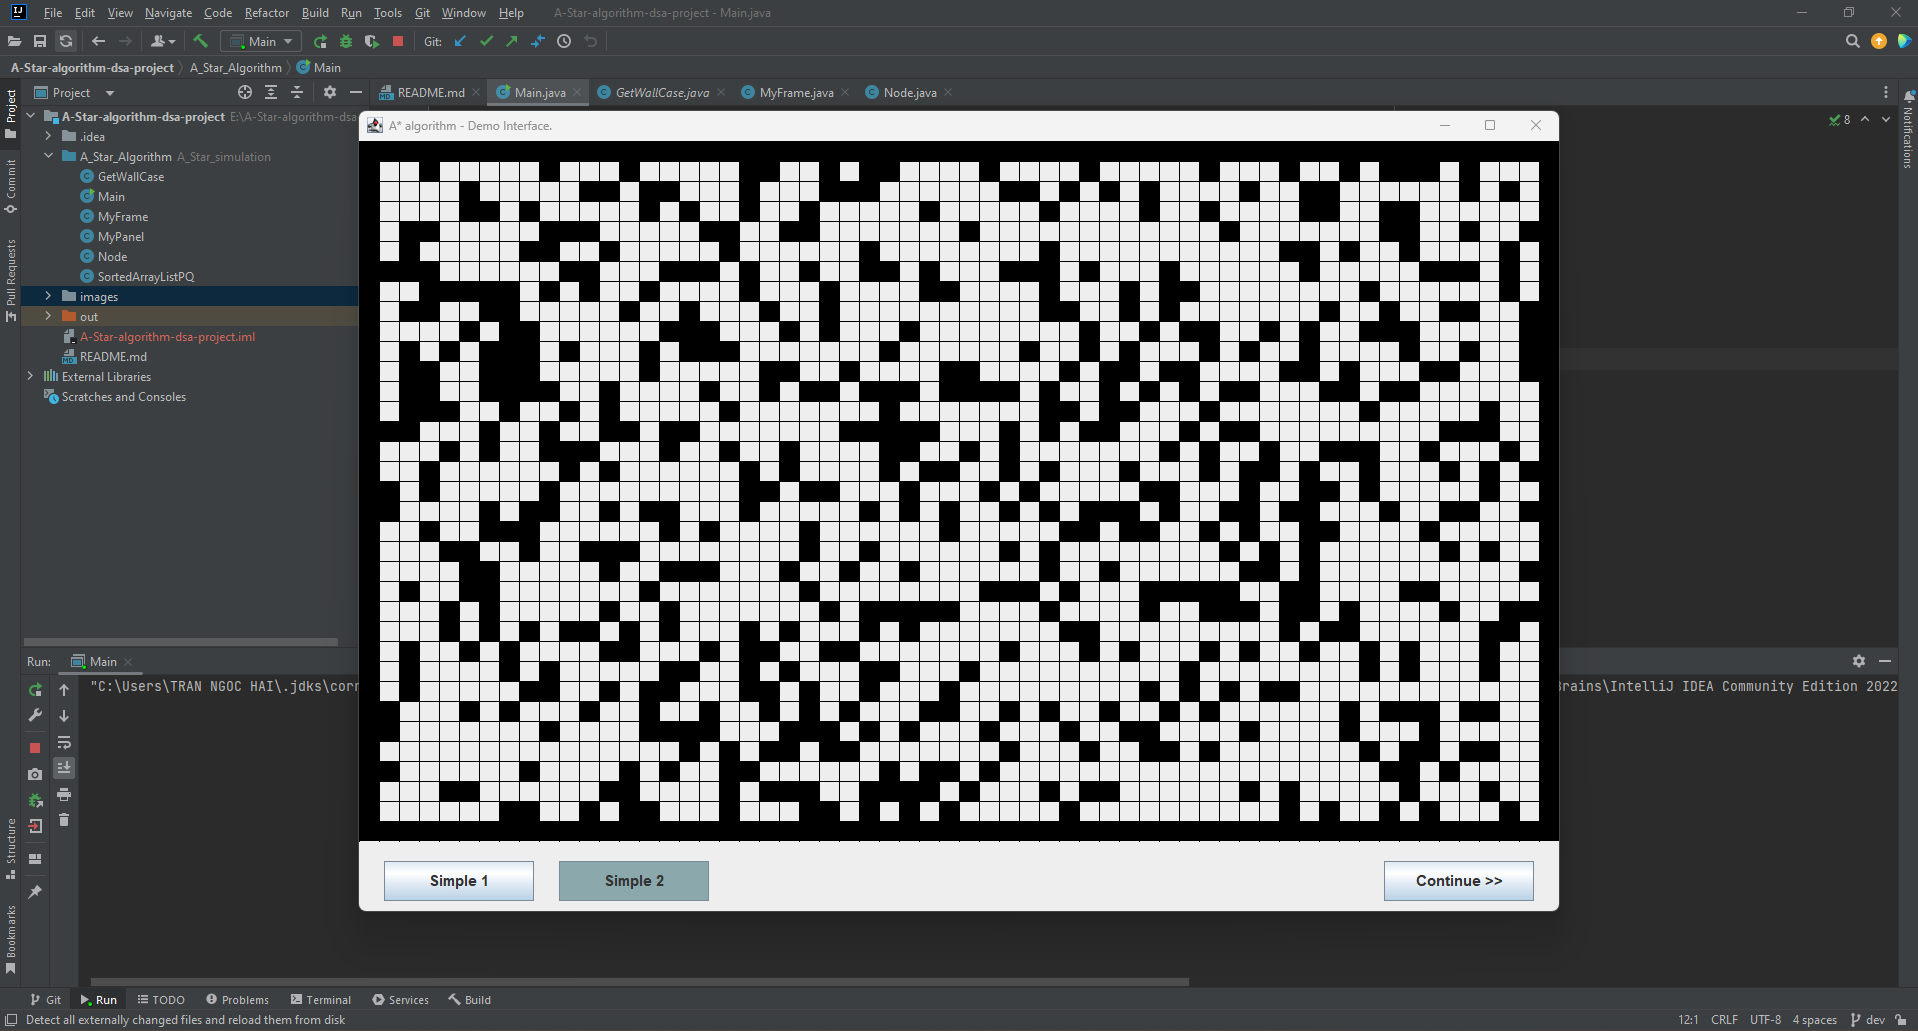 File Edit View Navigate Code Refactor Build Run Tools Git Window Help A-Star-algorithm-dsa-project - Main.java
Main Git:
A-Star-algorithm-dsa-project A_Star_Algorithm Main
Project README.md Main.java GetWallCase.java MyFrame.java Node.java
A-Star-algorithm-dsa-project E:\A-Star-algorithm-dsa
.idea
A_Star_Algorithm A_Star_simulation
GetWallCase
Main
MyFrame
MyPanel
Node
SortedArrayListPQ
images
out
A-Star-algorithm-dsa-project.iml
README.md
External Libraries
Scratches and Consoles
Project
Commit
Pull Requests
Structure
Bookmarks
A* algorithm - Demo Interface.
8
Notifications
Simple 1 Simple 2 Continue >>
Run: Main
"C:\Users\TRAN NGOC HAI\.jdks\corr Brains\IntelliJ IDEA Community Edition 2022
Git Run TODO Problems Terminal Services Build
Detect all externally changed files and reload them from disk 12:1 CRLF UTF-8 4 spaces dev